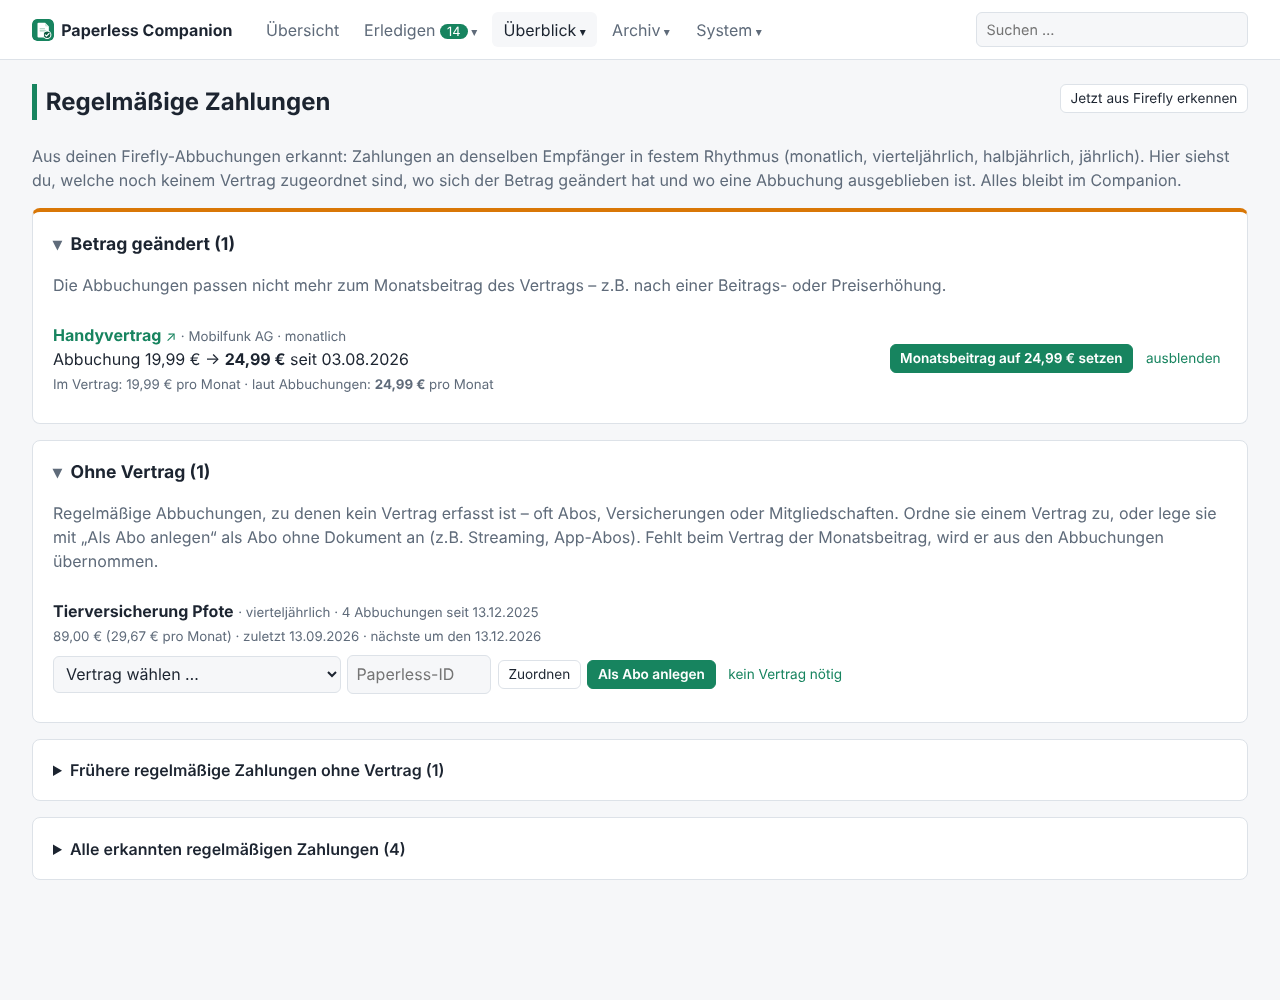 Paperless Companion Übersicht Erledigen 14 ▾ Überblick ▾ Archiv ▾ System ▾ Suchen ...
Regelmäßige Zahlungen Jetzt aus Firefly erkennen
Aus deinen Firefly-Abbuchungen erkannt: Zahlungen an denselben Empfänger in festem Rhythmus (monatlich, vierteljährlich, halbjährlich, jährlich). Hier siehst
du, welche noch keinem Vertrag zugeordnet sind, wo sich der Betrag geändert hat und wo eine Abbuchung ausgeblieben ist. Alles bleibt im Companion.
▼ Betrag geändert (1)
Die Abbuchungen passen nicht mehr zum Monatsbeitrag des Vertrags – z.B. nach einer Beitrags- oder Preiserhöhung.
Handyvertrag ↗ · Mobilfunk AG · monatlich
Abbuchung 19,99 € → 24,99 € seit 03.08.2026 Monatsbeitrag auf 24,99 € setzen ausblenden
Im Vertrag: 19,99 € pro Monat · laut Abbuchungen: 24,99 € pro Monat
▼ Ohne Vertrag (1)
Regelmäßige Abbuchungen, zu denen kein Vertrag erfasst ist – oft Abos, Versicherungen oder Mitgliedschaften. Ordne sie einem Vertrag zu, oder lege sie
mit „Als Abo anlegen“ als Abo ohne Dokument an (z.B. Streaming, App-Abos). Fehlt beim Vertrag der Monatsbeitrag, wird er aus den Abbuchungen
übernommen.
Tierversicherung Pfote · vierteljährlich · 4 Abbuchungen seit 13.12.2025
89,00 € (29,67 € pro Monat) · zuletzt 13.09.2026 · nächste um den 13.12.2026
Vertrag wählen ... Paperless-ID Zuordnen Als Abo anlegen kein Vertrag nötig
▶ Frühere regelmäßige Zahlungen ohne Vertrag (1)
▶ Alle erkannten regelmäßigen Zahlungen (4)